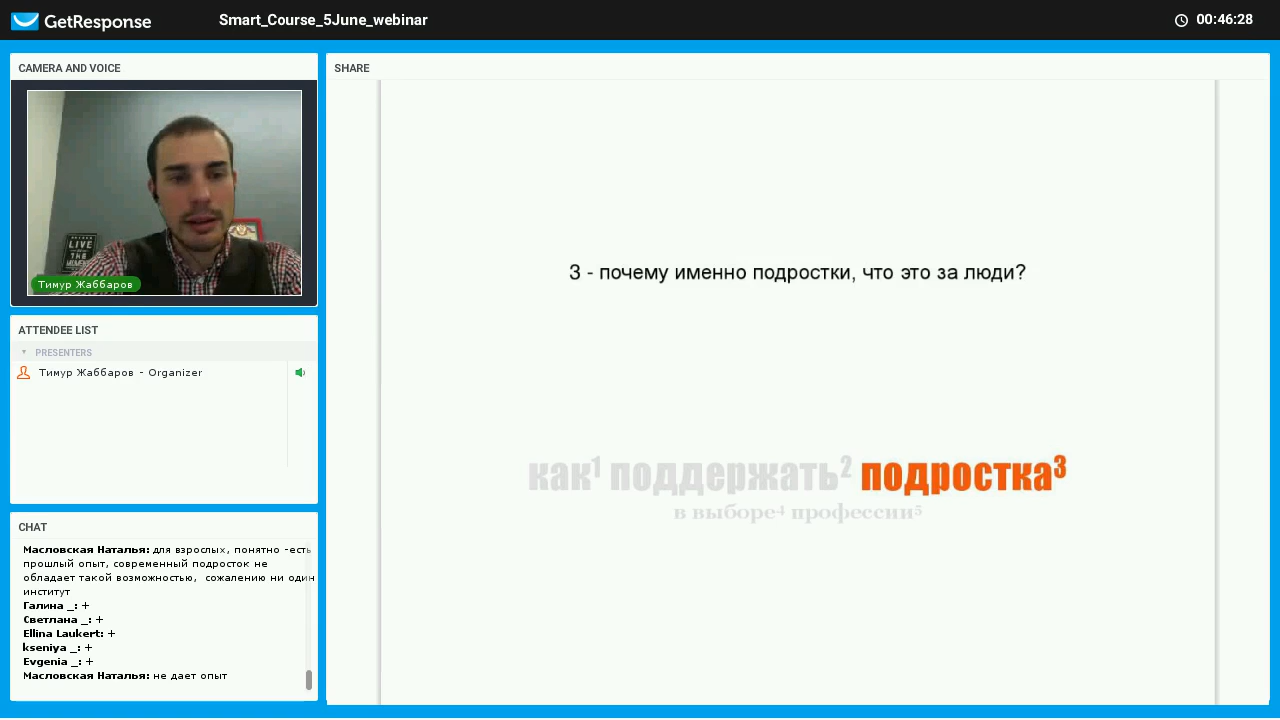 GetResponse
Smart_Course_5June_webinar
00:46:28
CAMERA AND VOICE
LIVE
THE
Тимур Жаббаров
ATTENDEE LIST
PRESENTERS
Тимур Жаббаров - Organizer
CHAT
Масловская Наталья: для взрослых, понятно -есть
прошлый опыт, современный подросток не
обладает такой возможностью, сожалению ни один
институт
Галина _: +
Светлана _: +
Ellina Laukert: +
kseniya _: +
Evgenia _: +
Масловская Наталья: не дает опыт
SHARE
3 - почему именно подростки, что это за люди?
как¹ поддержать² подростка³
в выборе⁴ профессии⁵